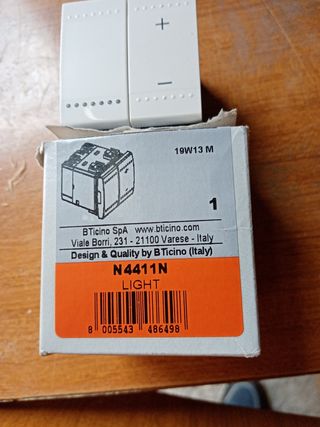 +
−
19W13 M
1
BTicino SpA www.bticino.com
Viale Borri, 231 - 21100 Varese - Italy
Design & Quality by BTicino (Italy)
N4411N
LIGHT
8 005543 486498